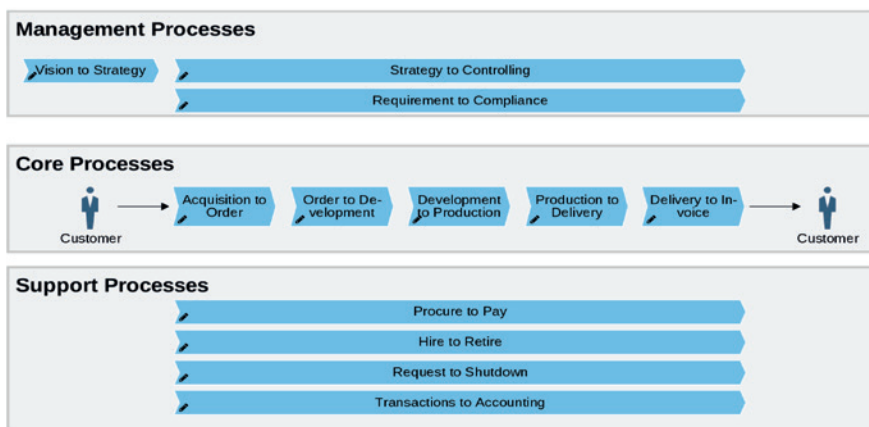 Management Processes
Vision to Strategy
Strategy to Controlling
Requirement to Compliance
Core Processes
Customer
Acquisition to
Order
Order to De-
velopment
Development
to Production
Production to
Delivery
Delivery to In-
voice
Customer
Support Processes
Procure to Pay
Hire to Retire
Request to Shutdown
Transactions to Accounting